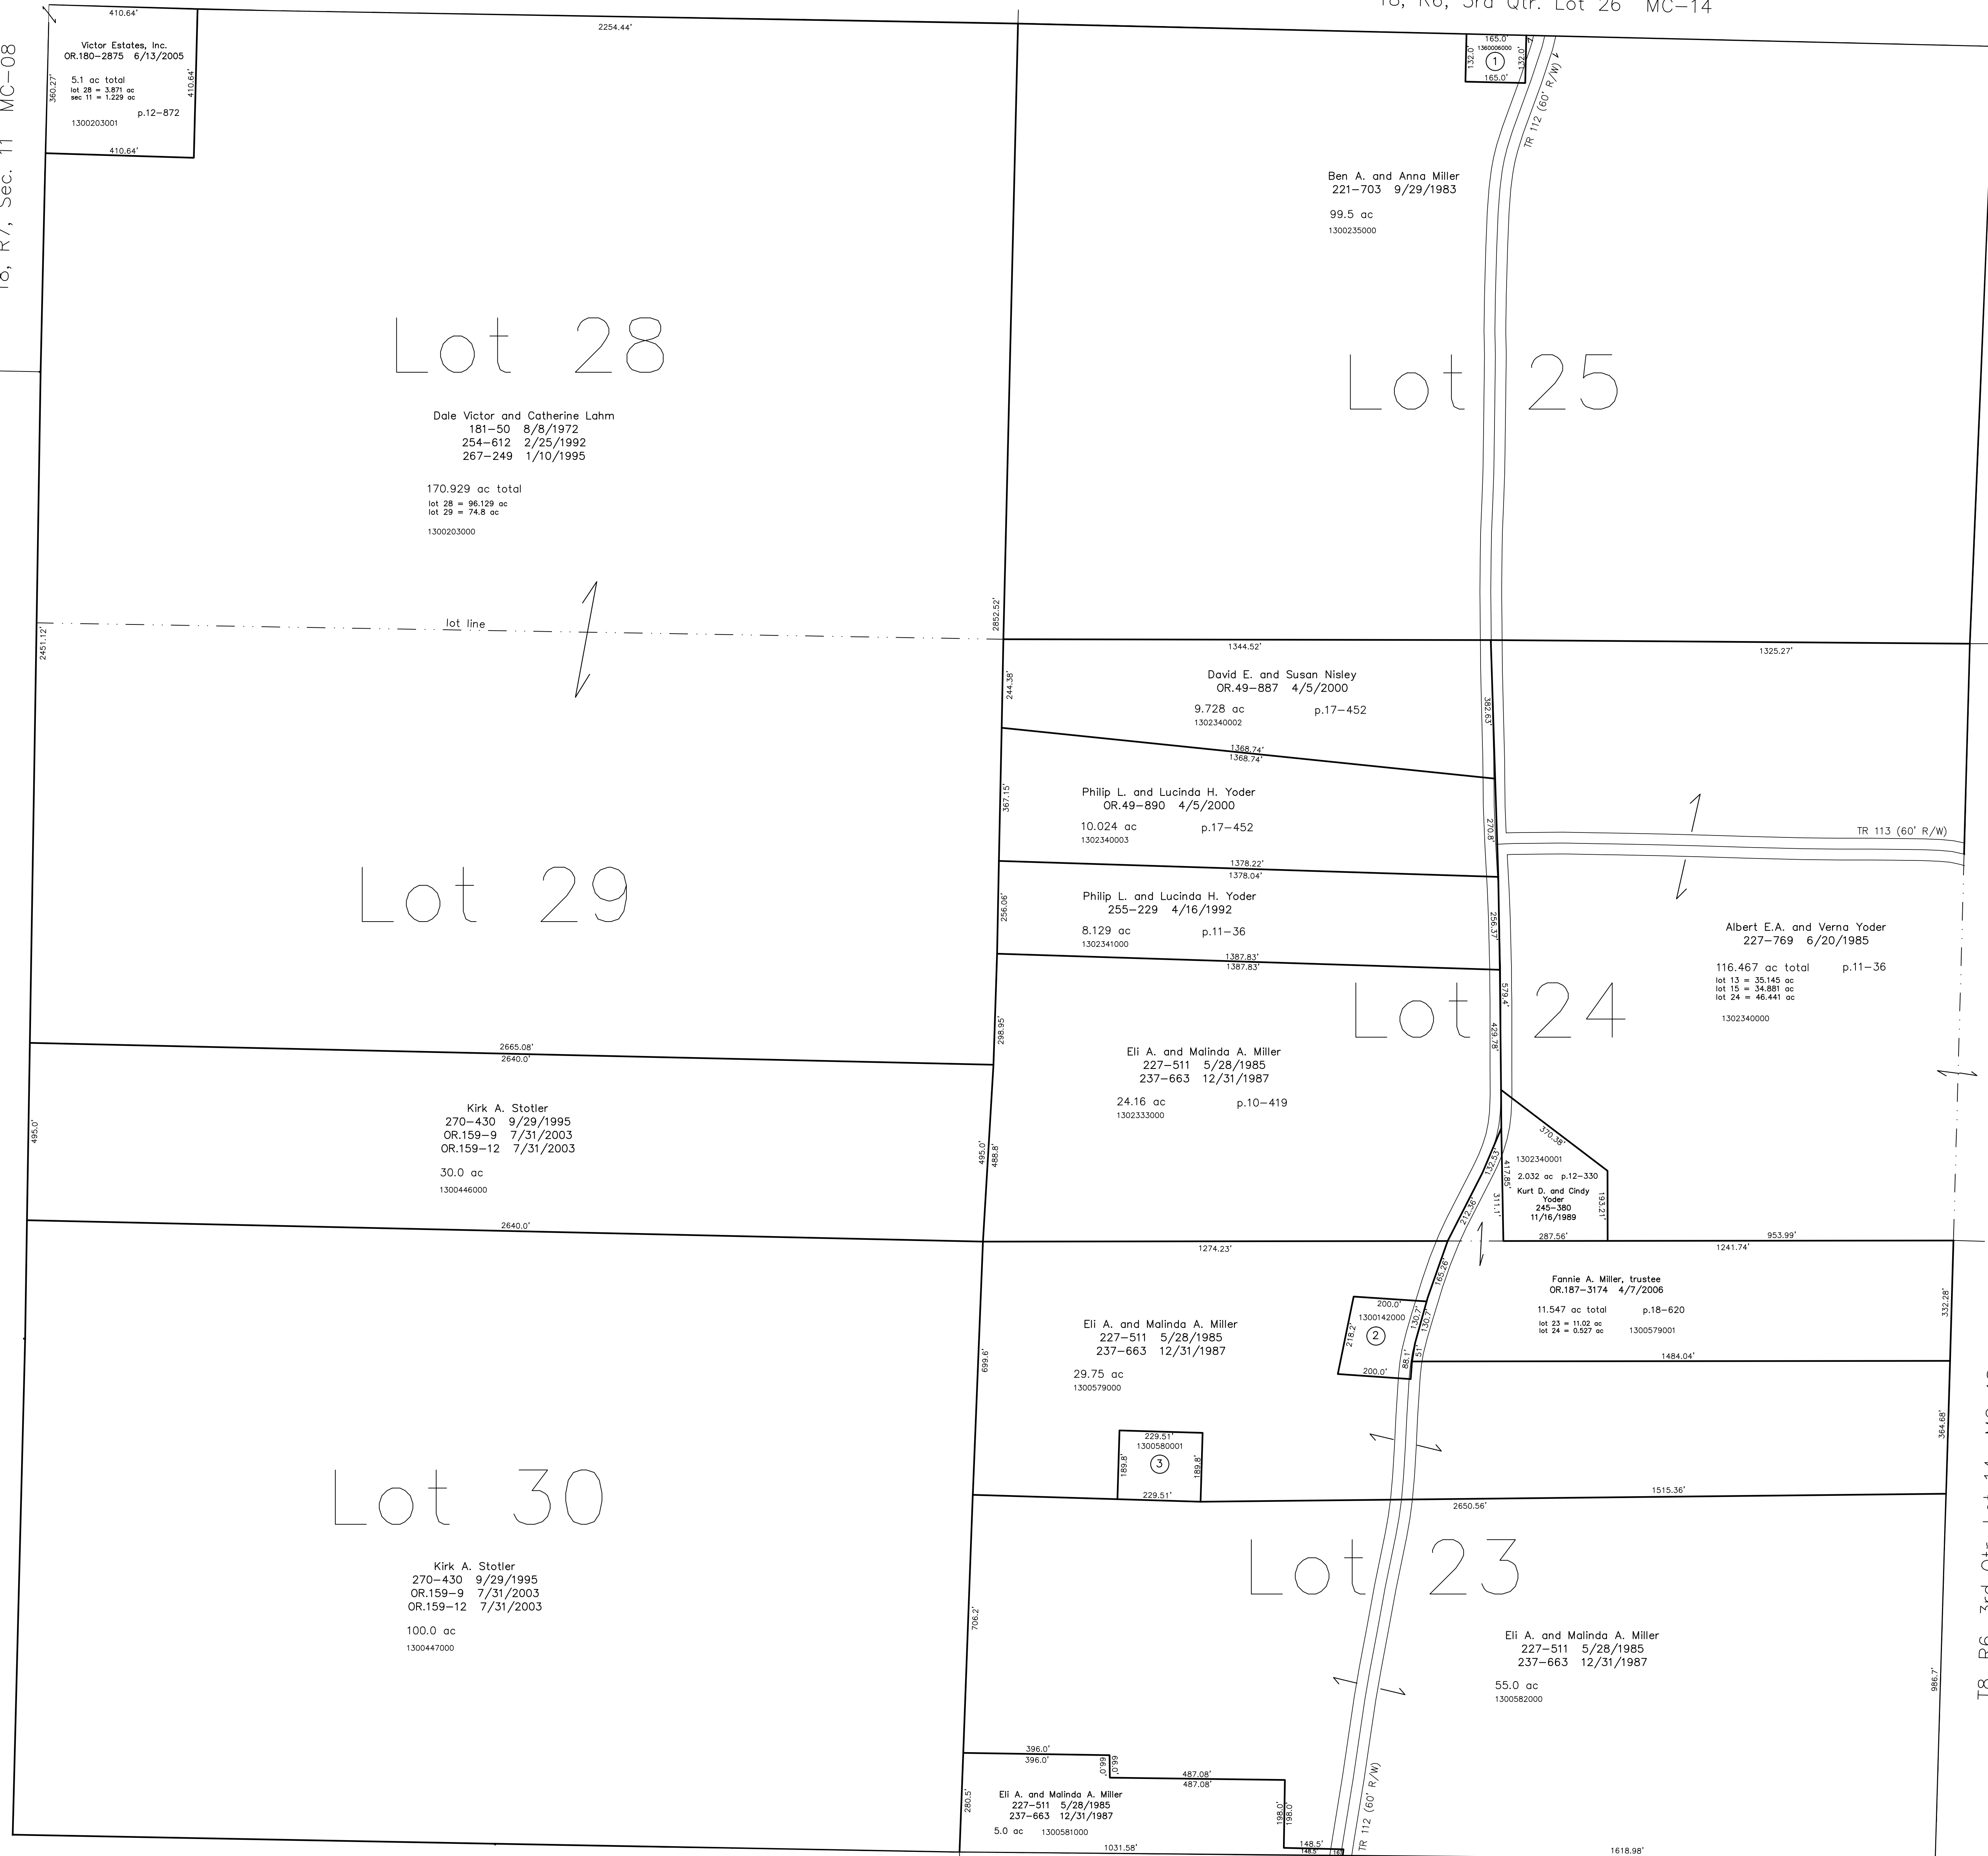 T8, R6, 3rd Qtr. Lot 26 MC-14
MC-08
T8, R7, Sec. 11
410.64'
Victor Estates, Inc.
OR.180-2875 6/13/2005
5.1 ac total
lot 28 = 3.871 ac
sec 11 = 1.229 ac
p.12-872
1300203001
360.27'
410.64'
410.64'
2254.44'
165.0'
1360006000
132.0'
1
132.0'
165.0'
TR 112 (60' R/W)
Ben A. and Anna Miller
221-703 9/29/1983
99.5 ac
1300235000
Lot 28
Lot 25
Dale Victor and Catherine Lahm
181-50 8/8/1972
254-612 2/25/1992
267-249 1/10/1995
170.929 ac total
lot 28 = 96.129 ac
lot 29 = 74.8 ac
1300203000
lot line
2451.12'
2852.52'
1344.52'
1325.27'
244.38'
David E. and Susan Nisley
OR.49-887 4/5/2000
9.728 ac p.17-452
1302340002
382.63'
1368.74'
1368.74'
367.15'
Philip L. and Lucinda H. Yoder
OR.49-890 4/5/2000
10.024 ac p.17-452
1302340003
270.8'
TR 113 (60' R/W)
1378.22'
1378.04'
Lot 29
256.06'
Philip L. and Lucinda H. Yoder
255-229 4/16/1992
8.129 ac p.11-36
1302341000
256.37'
1387.83'
1387.83'
Albert E.A. and Verna Yoder
227-769 6/20/1985
116.467 ac total p.11-36
lot 13 = 35.145 ac
lot 15 = 34.881 ac
lot 24 = 46.441 ac
1302340000
Lot 24
579.4'
429.78'
298.95'
2665.08'
2640.0'
Eli A. and Malinda A. Miller
227-511 5/28/1985
237-663 12/31/1987
24.16 ac p.10-419
1302333000
Kirk A. Stotler
270-430 9/29/1995
OR.159-9 7/31/2003
OR.159-12 7/31/2003
30.0 ac
1300446000
495.0'
495.0'
488.8'
370.38'
132.53'
417.85'
311.1'
212.36'
1302340001
2.032 ac p.12-330
Kurt D. and Cindy
Yoder
245-380
11/16/1989
193.21'
287.56'
953.99'
2640.0'
1274.23'
1241.74'
165.26'
Fannie A. Miller, trustee
OR.187-3174 4/7/2006
11.547 ac total p.18-620
lot 23 = 11.02 ac
lot 24 = 0.527 ac
1300579001
332.28'
200.0'
1300142000
2
218.2'
130.7'
130.7'
88.1'
51'
200.0'
1484.04'
Eli A. and Malinda A. Miller
227-511 5/28/1985
237-663 12/31/1987
29.75 ac
1300579000
699.6'
364.68'
229.51'
1300580001
3
189.8'
189.8'
229.51'
1515.36'
2650.56'
Lot 30
Lot 23
Kirk A. Stotler
270-430 9/29/1995
OR.159-9 7/31/2003
OR.159-12 7/31/2003
100.0 ac
1300447000
706.2'
Eli A. and Malinda A. Miller
227-511 5/28/1985
237-663 12/31/1987
55.0 ac
1300582000
986.7'
T8, R6, 3rd Qtr. Lot 14
396.0'
396.0'
66.0'
66.0'
487.08'
487.08'
280.5'
Eli A. and Malinda A. Miller
227-511 5/28/1985
237-663 12/31/1987
5.0 ac 1300581000
198.0'
198.0'
TR 112 (60' R/W)
1031.58'
148.5'
148.5'
1618.98'